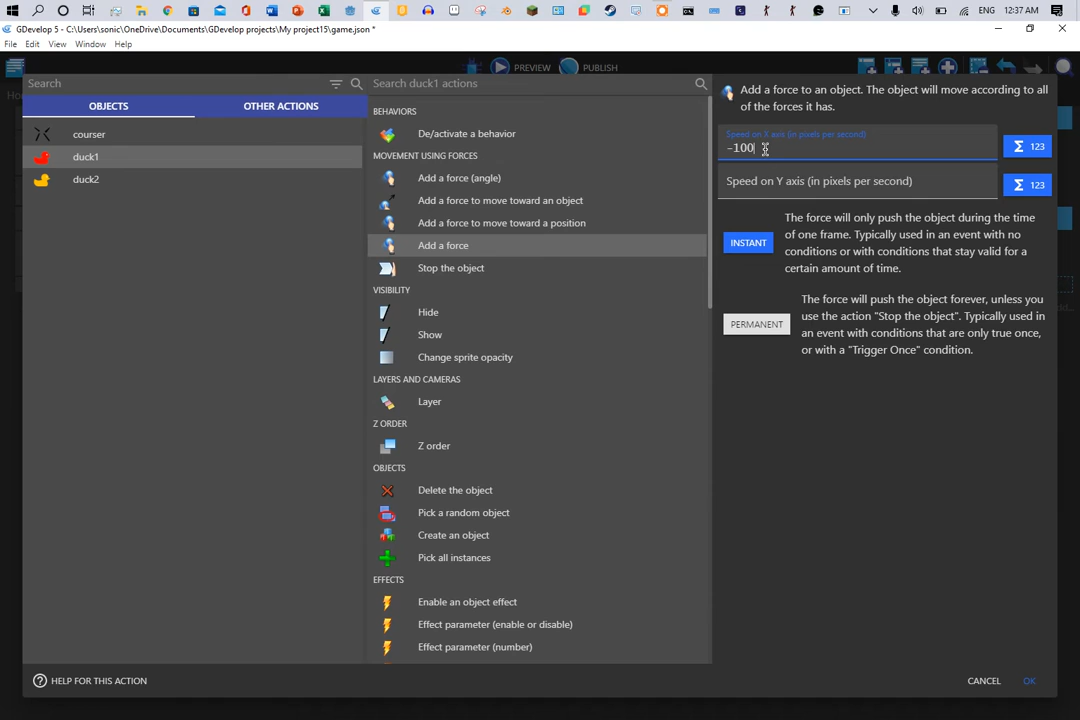 ENG 12:37 AM
GDevelop 5 - C:\Users\sonic\OneDrive\Documents\GDevelop projects\My project15\game.json *
File Edit View Window Help
PREVIEW PUBLISH
Search
Search duck1 actions
OBJECTS OTHER ACTIONS
courser
duck1
duck2
BEHAVIORS
De/activate a behavior
MOVEMENT USING FORCES
Add a force (angle)
Add a force to move toward an object
Add a force to move toward a position
Add a force
Stop the object
VISIBILITY
Hide
Show
Change sprite opacity
LAYERS AND CAMERAS
Layer
Z ORDER
Z order
OBJECTS
Delete the object
Pick a random object
Create an object
Pick all instances
EFFECTS
Enable an object effect
Effect parameter (enable or disable)
Effect parameter (number)
Add a force to an object. The object will move according to all
of the forces it has.
Speed on X axis (in pixels per second)
-100
Σ 123
Speed on Y axis (in pixels per second)
Σ 123
INSTANT
The force will only push the object during the time
of one frame. Typically used in an event with no
conditions or with conditions that stay valid for a
certain amount of time.
PERMANENT
The force will push the object forever, unless you
use the action "Stop the object". Typically used in
an event with conditions that are only true once,
or with a "Trigger Once" condition.
HELP FOR THIS ACTION
CANCEL OK